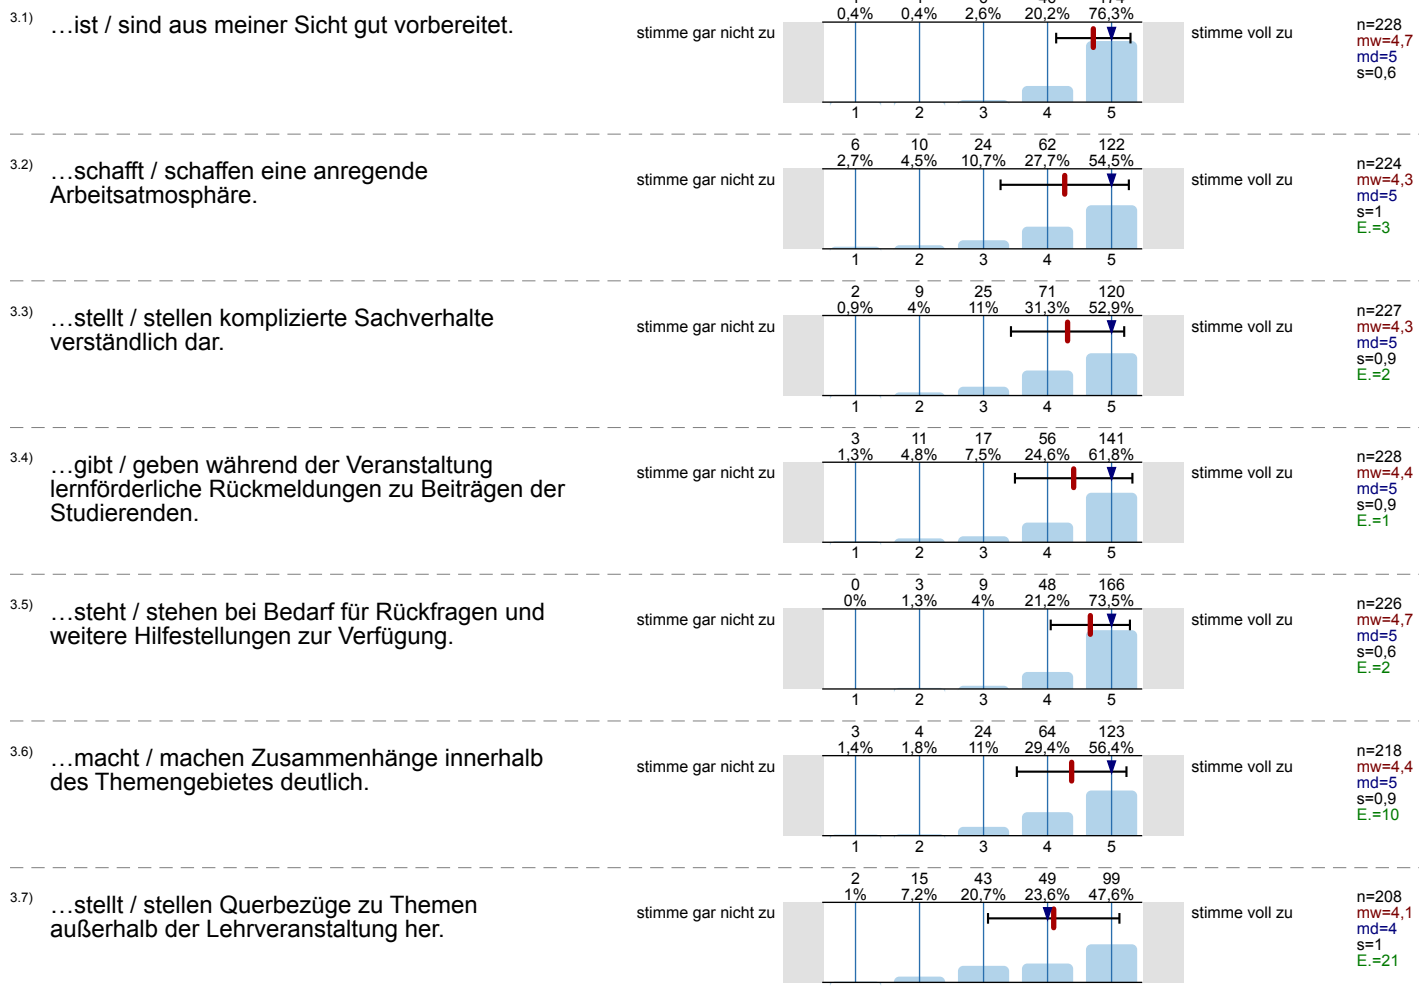 3.1) …ist / sind aus meiner Sicht gut vorbereitet.
stimme gar nicht zu
0,4% 0,4% 2,6% 20,2% 76,3%
1 2 3 4 5
stimme voll zu
n=228
mw=4,7
md=5
s=0,6
3.2) …schafft / schaffen eine anregende
Arbeitsatmosphäre.
stimme gar nicht zu
6 10 24 62 122
2,7% 4,5% 10,7% 27,7% 54,5%
1 2 3 4 5
stimme voll zu
n=224
mw=4,3
md=5
s=1
E.=3
3.3) …stellt / stellen komplizierte Sachverhalte
verständlich dar.
stimme gar nicht zu
2 9 25 71 120
0,9% 4% 11% 31,3% 52,9%
1 2 3 4 5
stimme voll zu
n=227
mw=4,3
md=5
s=0,9
E.=2
3.4) …gibt / geben während der Veranstaltung
lernförderliche Rückmeldungen zu Beiträgen der
Studierenden.
stimme gar nicht zu
3 11 17 56 141
1,3% 4,8% 7,5% 24,6% 61,8%
1 2 3 4 5
stimme voll zu
n=228
mw=4,4
md=5
s=0,9
E.=1
3.5) …steht / stehen bei Bedarf für Rückfragen und
weitere Hilfestellungen zur Verfügung.
stimme gar nicht zu
0 3 9 48 166
0% 1,3% 4% 21,2% 73,5%
1 2 3 4 5
stimme voll zu
n=226
mw=4,7
md=5
s=0,6
E.=2
3.6) …macht / machen Zusammenhänge innerhalb
des Themengebietes deutlich.
stimme gar nicht zu
3 4 24 64 123
1,4% 1,8% 11% 29,4% 56,4%
1 2 3 4 5
stimme voll zu
n=218
mw=4,4
md=5
s=0,9
E.=10
3.7) …stellt / stellen Querbezüge zu Themen
außerhalb der Lehrveranstaltung her.
stimme gar nicht zu
2 15 43 49 99
1% 7,2% 20,7% 23,6% 47,6%
stimme voll zu
n=208
mw=4,1
md=4
s=1
E.=21